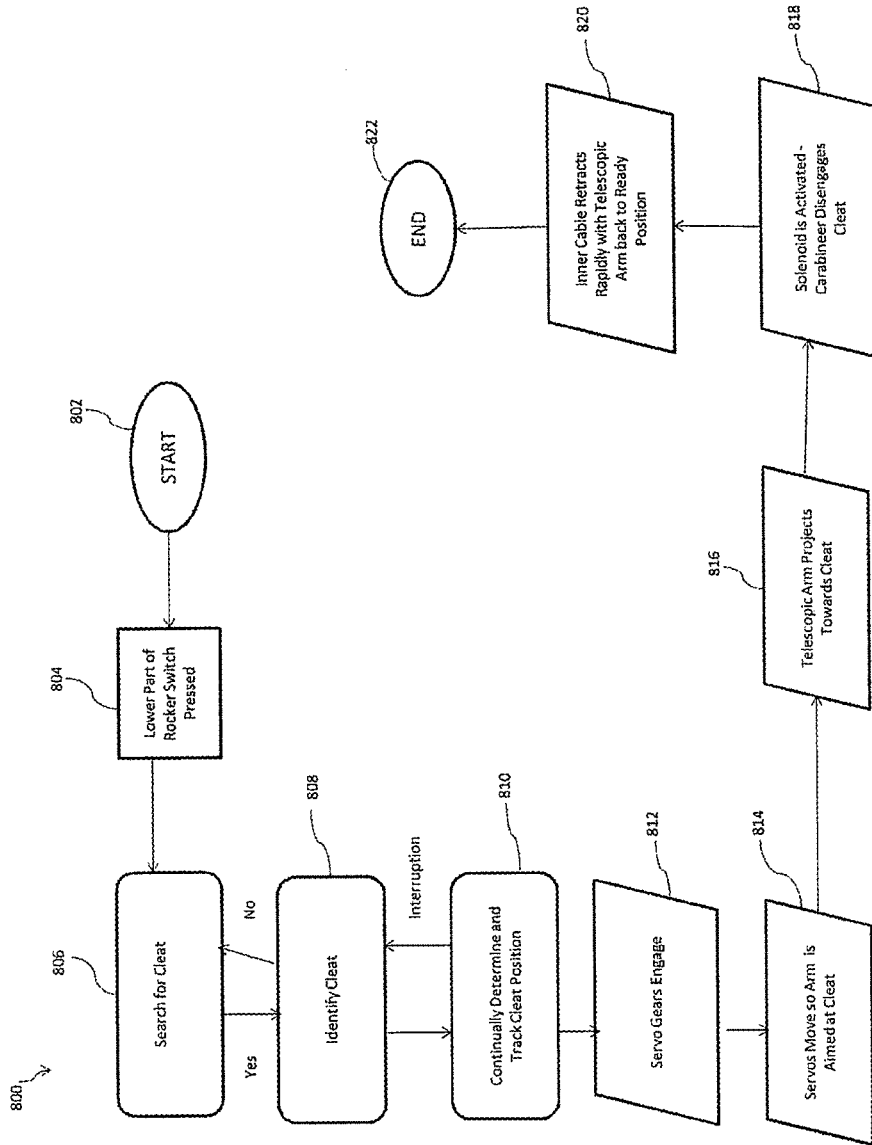 800
802
START
804
Lower Part of
Rocker Switch
Pressed
806
Search for Cleat
Yes
No
808
Identify Cleat
Interruption
810
Continually Determine and
Track Cleat Position
812
Servo Gears Engage
814
Servos Move so Arm is
Aimed at Cleat
816
Telescopic Arm Projects
Towards Cleat
818
Solenoid is Activated -
Carabineer Disengages
Cleat
820
Inner Cable Retracts
Rapidly with Telescopic
Arm back to Ready
Position
822
END